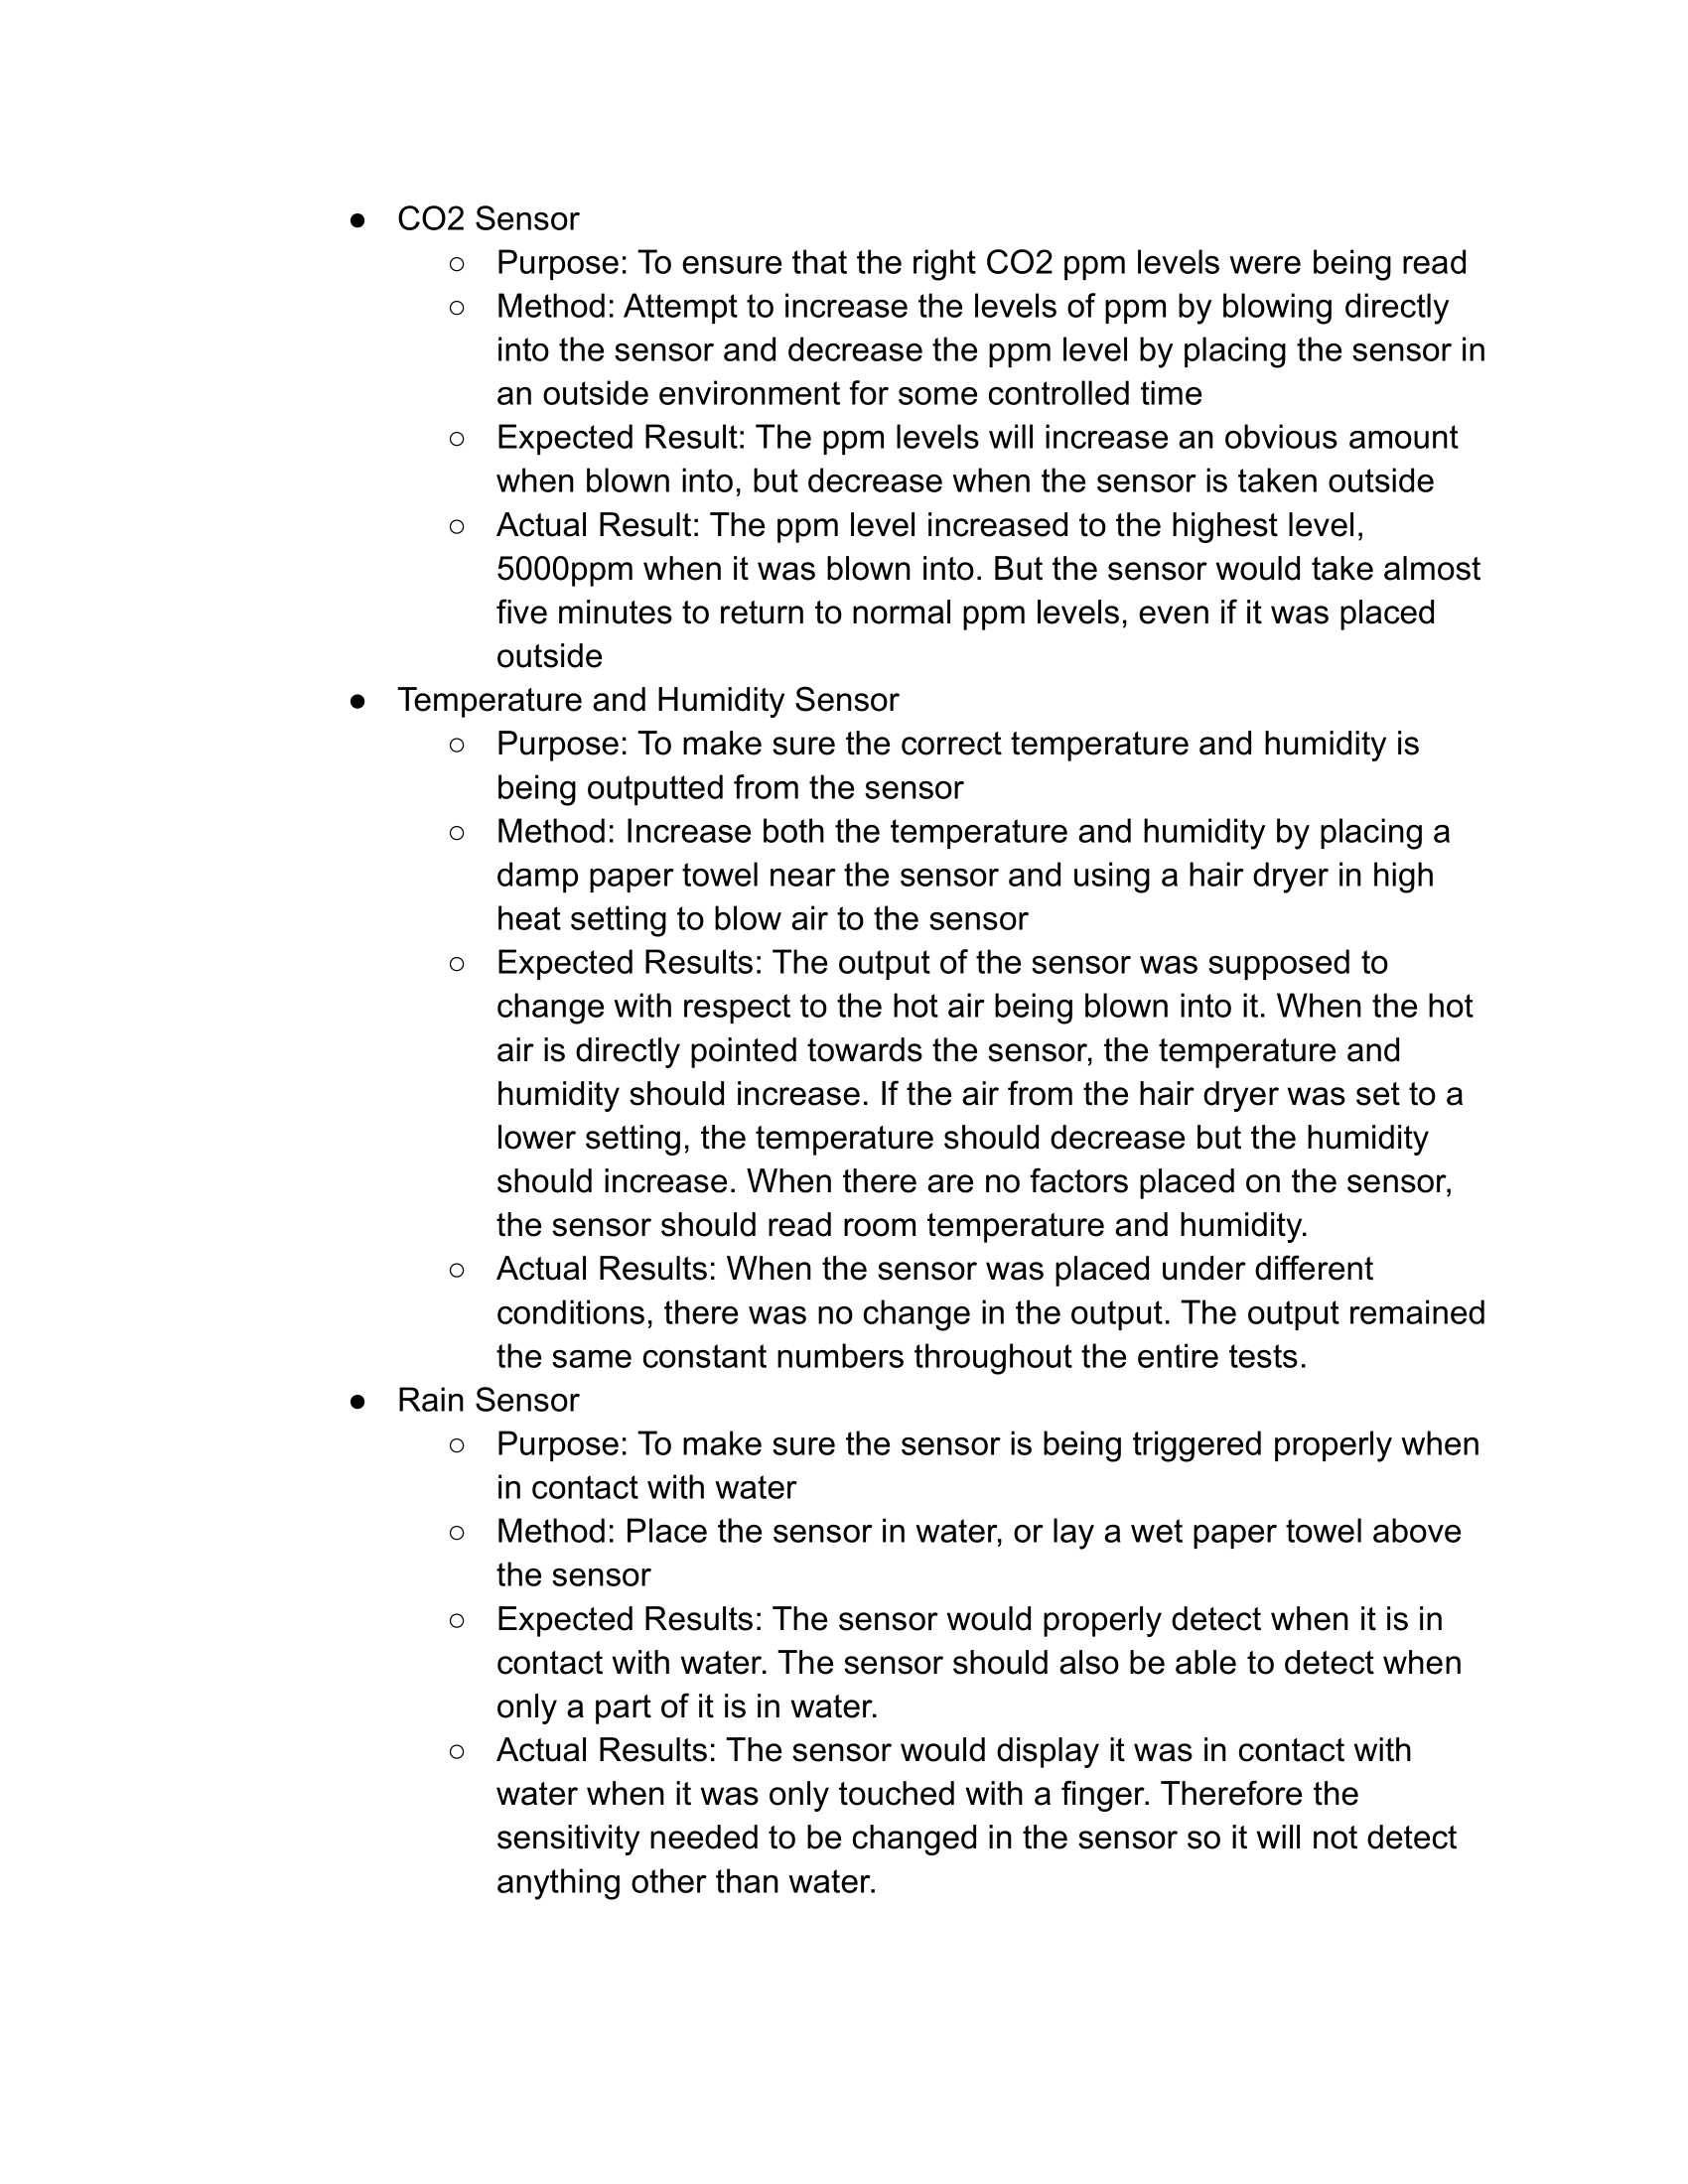 ● CO2 Sensor
○ Purpose: To ensure that the right CO2 ppm levels were being read
○ Method: Attempt to increase the levels of ppm by blowing directly
into the sensor and decrease the ppm level by placing the sensor in
an outside environment for some controlled time
○ Expected Result: The ppm levels will increase an obvious amount
when blown into, but decrease when the sensor is taken outside
○ Actual Result: The ppm level increased to the highest level,
5000ppm when it was blown into. But the sensor would take almost
five minutes to return to normal ppm levels, even if it was placed
outside
● Temperature and Humidity Sensor
○ Purpose: To make sure the correct temperature and humidity is
being outputted from the sensor
○ Method: Increase both the temperature and humidity by placing a
damp paper towel near the sensor and using a hair dryer in high
heat setting to blow air to the sensor
○ Expected Results: The output of the sensor was supposed to
change with respect to the hot air being blown into it. When the hot
air is directly pointed towards the sensor, the temperature and
humidity should increase. If the air from the hair dryer was set to a
lower setting, the temperature should decrease but the humidity
should increase. When there are no factors placed on the sensor,
the sensor should read room temperature and humidity.
○ Actual Results: When the sensor was placed under different
conditions, there was no change in the output. The output remained
the same constant numbers throughout the entire tests.
● Rain Sensor
○ Purpose: To make sure the sensor is being triggered properly when
in contact with water
○ Method: Place the sensor in water, or lay a wet paper towel above
the sensor
○ Expected Results: The sensor would properly detect when it is in
contact with water. The sensor should also be able to detect when
only a part of it is in water.
○ Actual Results: The sensor would display it was in contact with
water when it was only touched with a finger. Therefore the
sensitivity needed to be changed in the sensor so it will not detect
anything other than water.